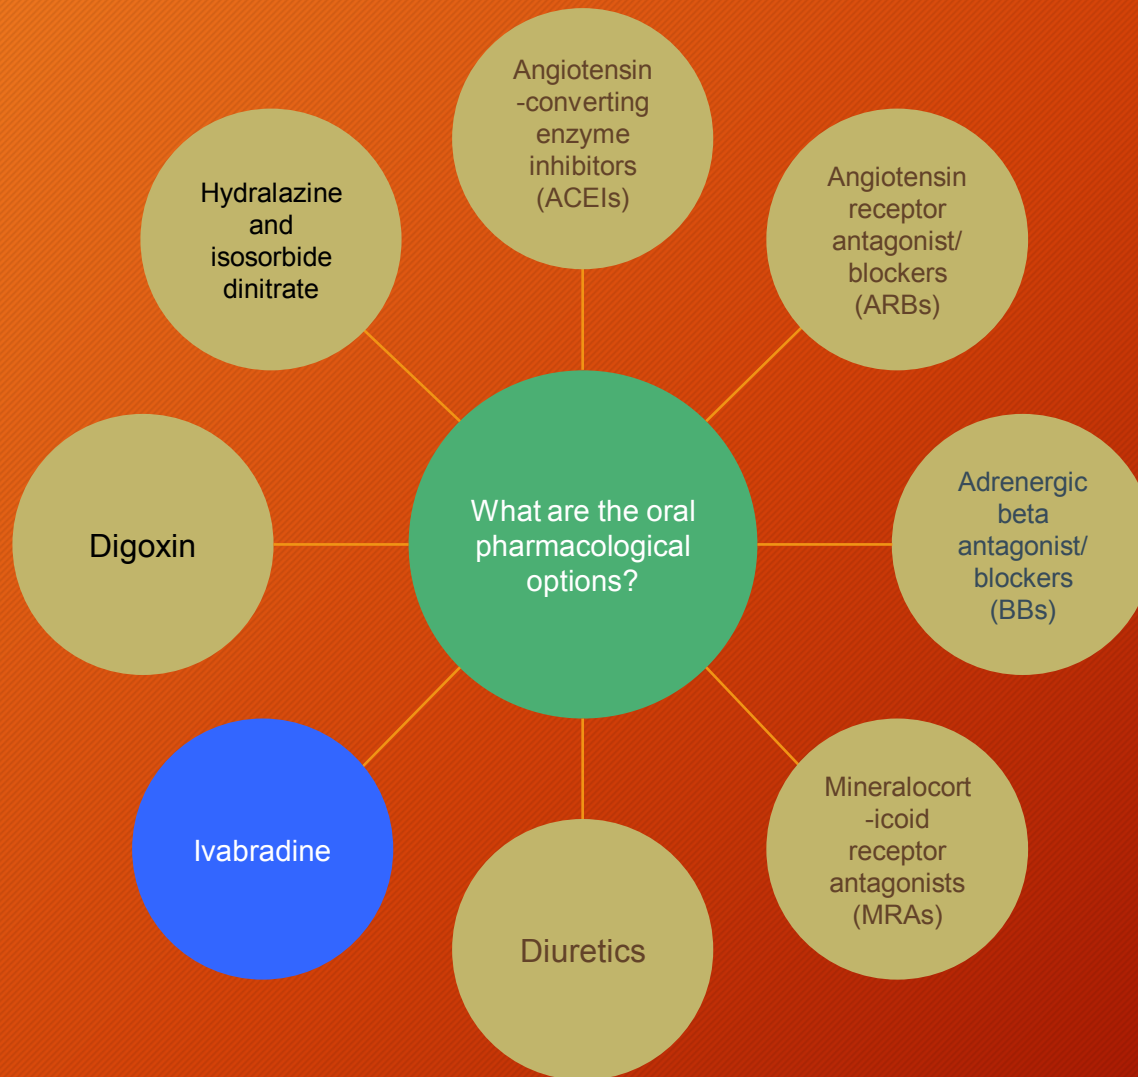 Angiotensin
-converting
enzyme
inhibitors
(ACEIs)
Angiotensin
receptor
antagonist/
blockers
(ARBs)
Adrenergic
beta
antagonist/
blockers
(BBs)
Mineralocort
-icoid
receptor
antagonists
(MRAs)
Diuretics
Ivabradine
Digoxin
Hydralazine
and
isosorbide
dinitrate
What are the oral
pharmacological
options?